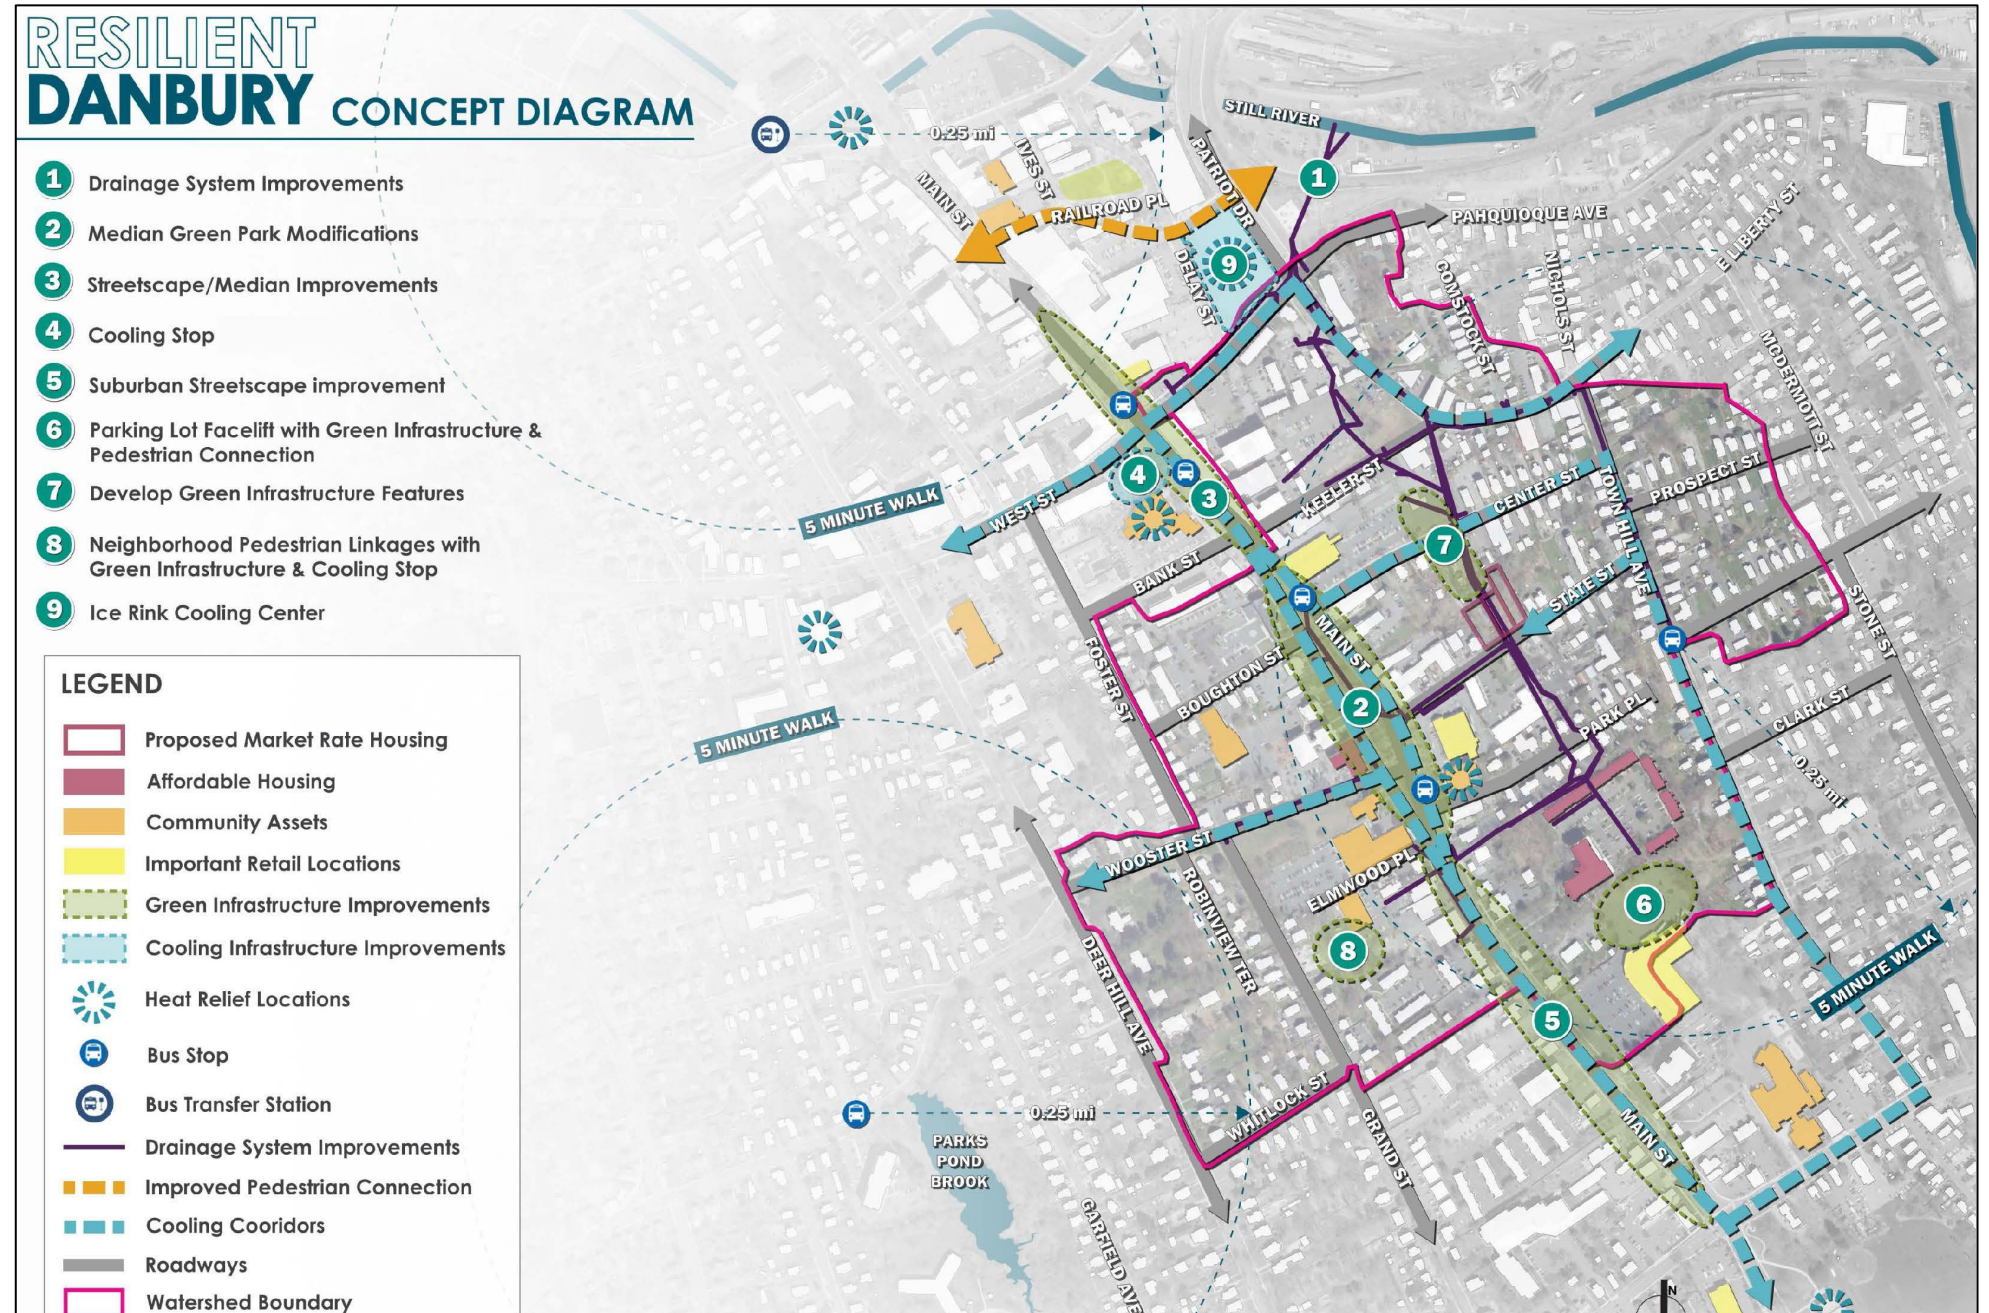 RESILIENT
DANBURY CONCEPT DIAGRAM
1 Drainage System Improvements
2 Median Green Park Modifications
3 Streetscape/Median Improvements
4 Cooling Stop
5 Suburban Streetscape improvement
6 Parking Lot Facelift with Green Infrastructure &
Pedestrian Connection
7 Develop Green Infrastructure Features
8 Neighborhood Pedestrian Linkages with
Green Infrastructure & Cooling Stop
9 Ice Rink Cooling Center
LEGEND
Proposed Market Rate Housing
Affordable Housing
Community Assets
Important Retail Locations
Green Infrastructure Improvements
Cooling Infrastructure Improvements
Heat Relief Locations
Bus Stop
Bus Transfer Station
Drainage System Improvements
Improved Pedestrian Connection
Cooling Cooridors
Roadways
Watershed Boundary
0.25 mi
STILL RIVER
1
IVES ST
PATRIOT DR
MAIN ST
RAILROAD PL
PAHQUIOQUE AVE
E LIBERTY ST
9
DELAY ST
COMSTOCK ST
NICHOLS ST
MCDERMOTT ST
5 MINUTE WALK
WEST ST
4
3
KEELER ST
CENTER ST
TOWN HILL AVE
PROSPECT ST
7
BANK ST
STATE ST
STONE ST
FOSTER ST
BOUGHTON ST
MAIN ST
2
5 MINUTE WALK
PARK PL
CLARK ST
0.25 mi
WOOSTER ST
ROBINVIEW TER
ELMWOOD PL
6
8
DEER HILL AVE
5 MINUTE WALK
5
0.25 mi
WHITLOCK ST
GRAND ST
MAIN ST
PARKS
POND
BROOK
GARFIELD AVE
N